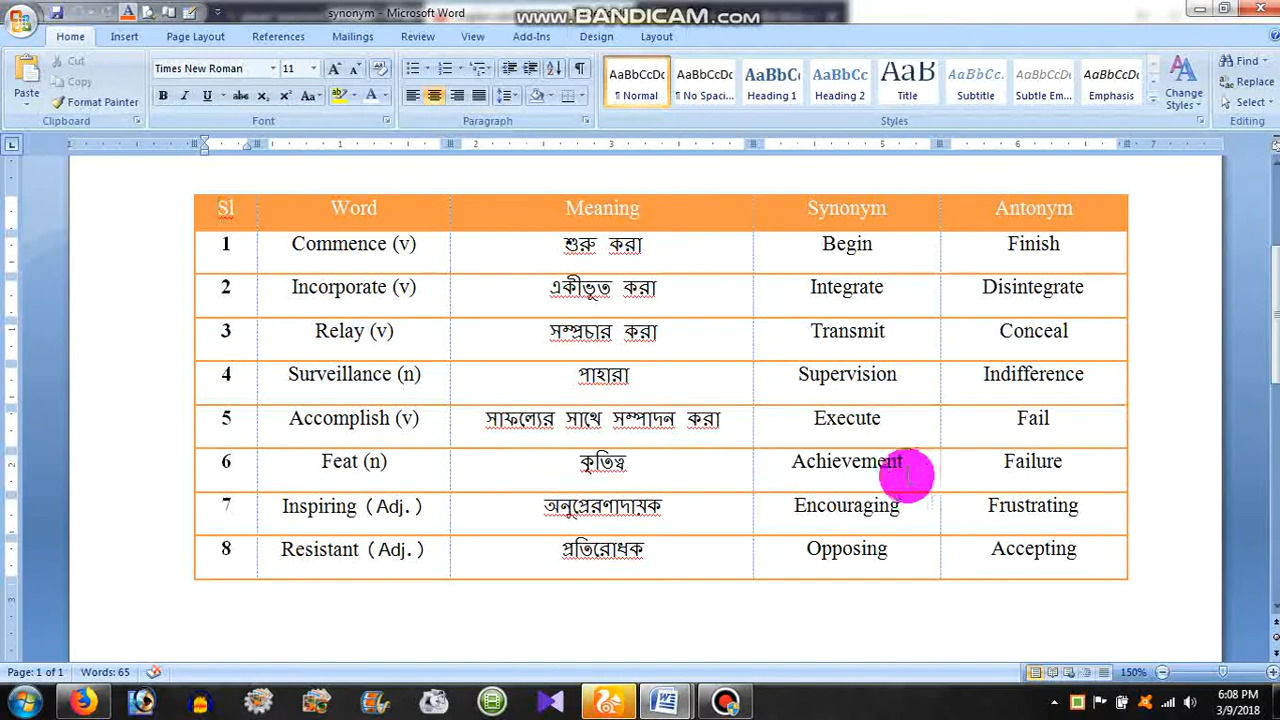 synonym - Microsoft Word
www.BANDICAM.com
Home Insert Page Layout References Mailings Review View Add-Ins Design Layout
Paste
Cut
Copy
Format Painter
Clipboard
Times New Roman 11
Font
Paragraph
AaBbCcDc AaBbCcDc AaBbC AaBbCc AaB AaBbCc. AaBbCcDc AaBbCcDc
¶ Normal ¶ No Spaci... Heading 1 Heading 2 Title Subtitle Subtle Em... Emphasis
Change Styles
Styles
Find
Replace
Select
Editing
Sl Word Meaning Synonym Antonym
1 Commence (v) শুরু করা Begin Finish
2 Incorporate (v) একীভূত করা Integrate Disintegrate
3 Relay (v) সম্প্রচার করা Transmit Conceal
4 Surveillance (n) পাহারা Supervision Indifference
5 Accomplish (v) সাফল্যের সাথে সম্পাদন করা Execute Fail
6 Feat (n) কৃতিত্ব Achievement Failure
7 Inspiring (Adj.) অনুপ্রেরণাদায়ক Encouraging Frustrating
8 Resistant (Adj.) প্রতিরোধক Opposing Accepting
Page: 1 of 1 Words: 65 150%
6:08 PM
3/9/2018